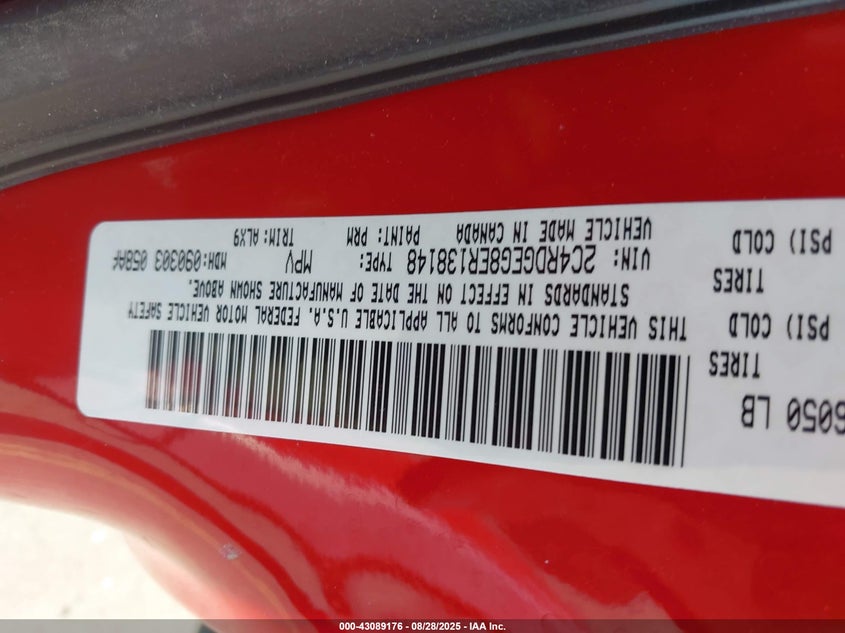 6050 LB
TIRES
PSI) COLD
TIRES
PSI) COLD
THIS VEHICLE CONFORMS TO ALL APPLICABLE U.S.A. FEDERAL MOTOR VEHICLE SAFETY
STANDARDS IN EFFECT ON THE DATE OF MANUFACTURE SHOWN ABOVE.
VIN: 2C4RDGEG8ER138148 TYPE: MPV MDH: 090303 058A#
VEHICLE MADE IN CANADA PAINT: PRM TRIM: ALX9
000-43089176 - 08/28/2025 - IAA Inc.